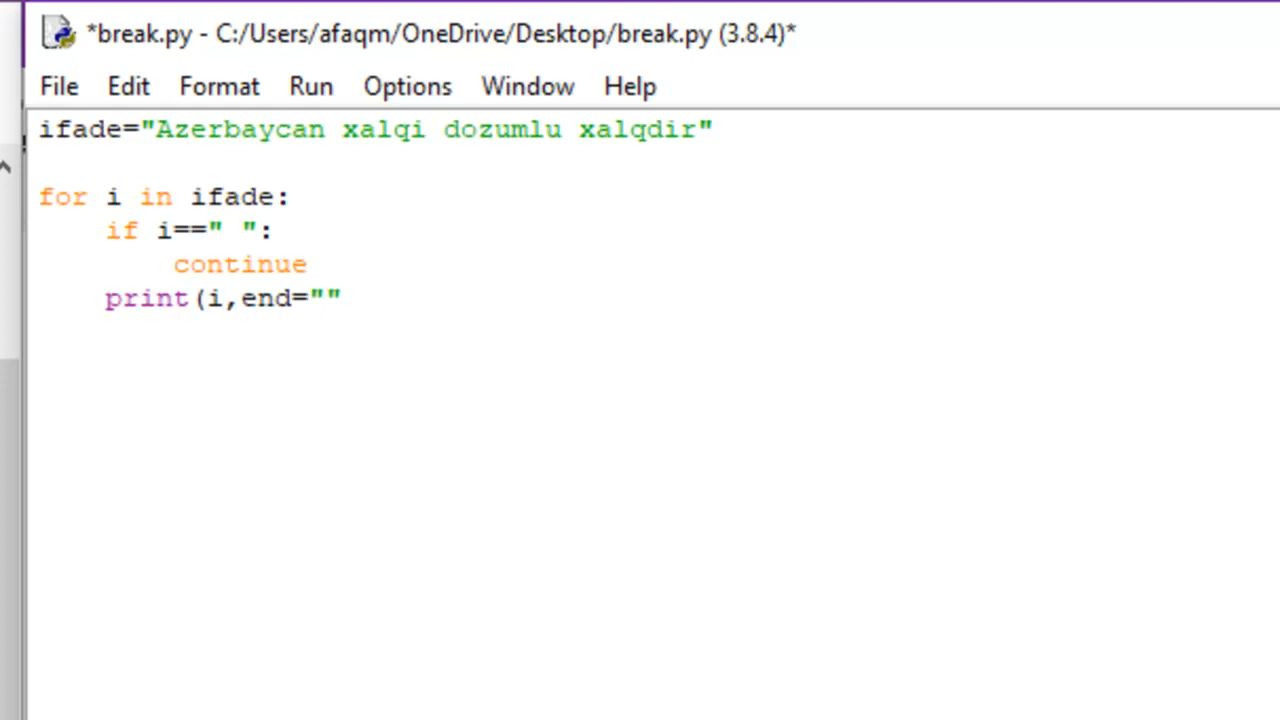 *break.py - C:/Users/afaqm/OneDrive/Desktop/break.py (3.8.4)*
File Edit Format Run Options Window Help
ifade="Azerbaycan xalqi dozumlu xalqdir"
for i in ifade:
    if i==" ":
        continue
    print(i,end=""